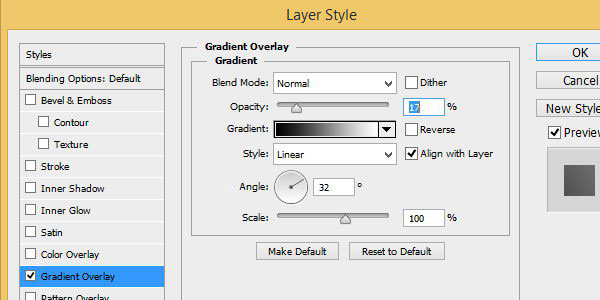 Layer Style
Styles
Blending Options: Default
Bevel & Emboss
Contour
Texture
Stroke
Inner Shadow
Inner Glow
Satin
Color Overlay
Gradient Overlay
Pattern Overlay
Gradient Overlay
Gradient
Blend Mode: Normal Dither
Opacity: 17 %
Gradient: Reverse
Style: Linear Align with Layer
Angle: 32 °
Scale: 100 %
Make Default Reset to Default
OK
Cancel
New Style
Preview